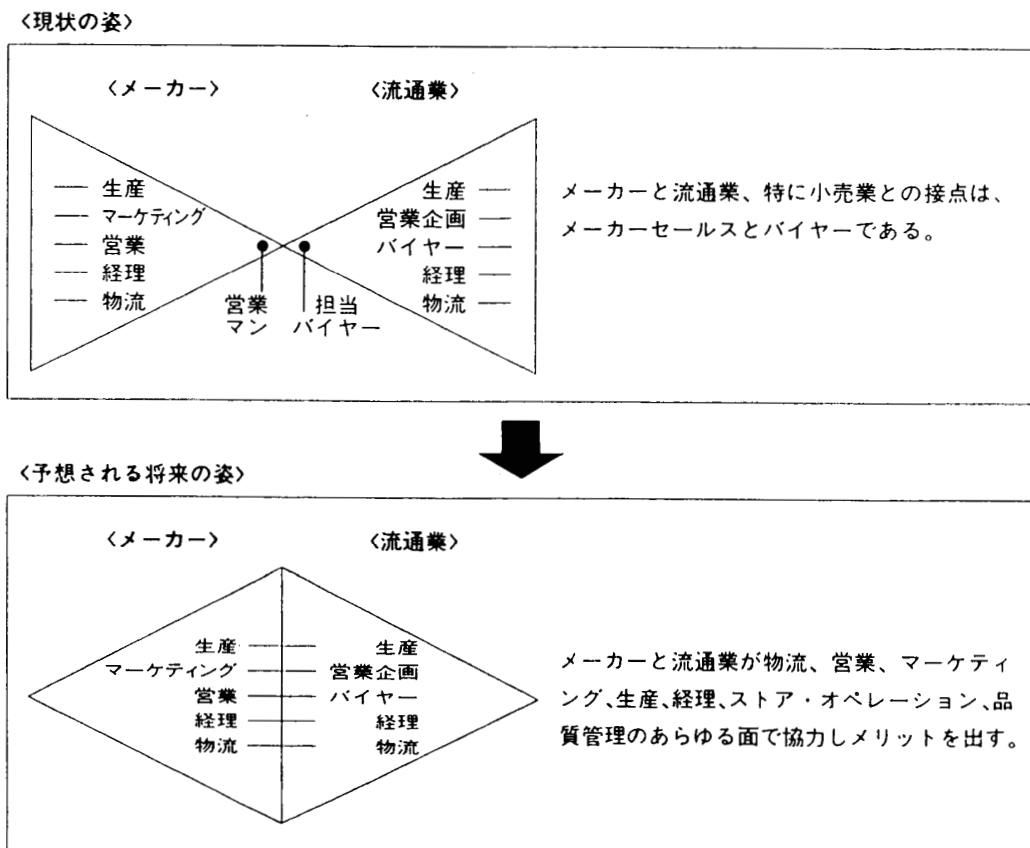 〈現状の姿〉
〈メーカー〉
〈流通業〉
生産
マーケティング
営業
経理
物流
営業
マン
担当
バイヤー
生産
営業企画
バイヤー
経理
物流
メーカーと流通業、特に小売業との接点は、
メーカーセールスとバイヤーである。
〈予想される将来の姿〉
〈メーカー〉
〈流通業〉
生産
マーケティング
営業
経理
物流
生産
営業企画
バイヤー
経理
物流
メーカーと流通業が物流、営業、マーケティ
ング、生産、経理、ストア・オペレーション、品
質管理のあらゆる面で協力しメリットを出す。